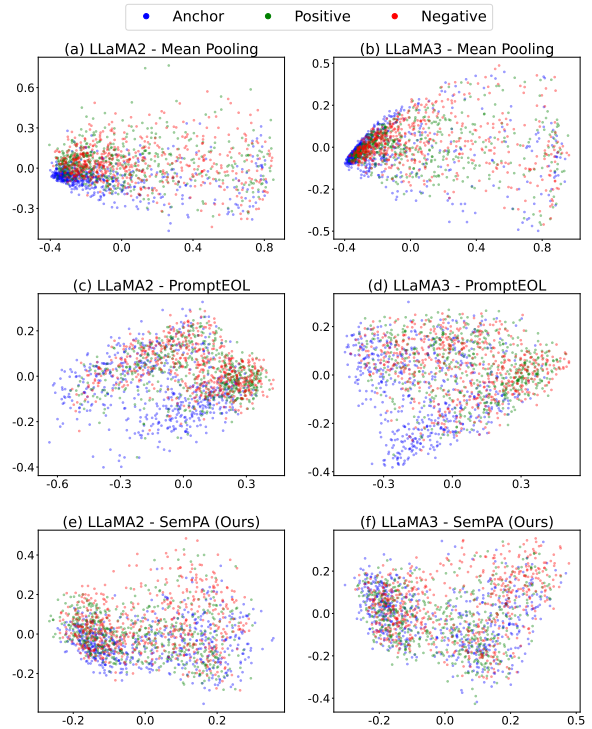 Anchor Positive Negative
(a) LLaMA2 - Mean Pooling
0.6
0.3
0.0
-0.3
-0.4 0.0 0.4 0.8
(b) LLaMA3 - Mean Pooling
0.5
0.2
0.0
-0.2
-0.5
-0.4 0.0 0.4 0.8
(c) LLaMA2 - PromptEOL
0.2
0.0
-0.2
-0.4
-0.6 -0.3 0.0 0.3
(d) LLaMA3 - PromptEOL
0.2
0.0
-0.2
-0.4
-0.3 0.0 0.3
(e) LLaMA2 - SemPA (Ours)
0.4
0.2
0.0
-0.2
-0.2 0.0 0.2
(f) LLaMA3 - SemPA (Ours)
0.2
0.0
-0.2
-0.4
-0.2 0.0 0.2 0.5